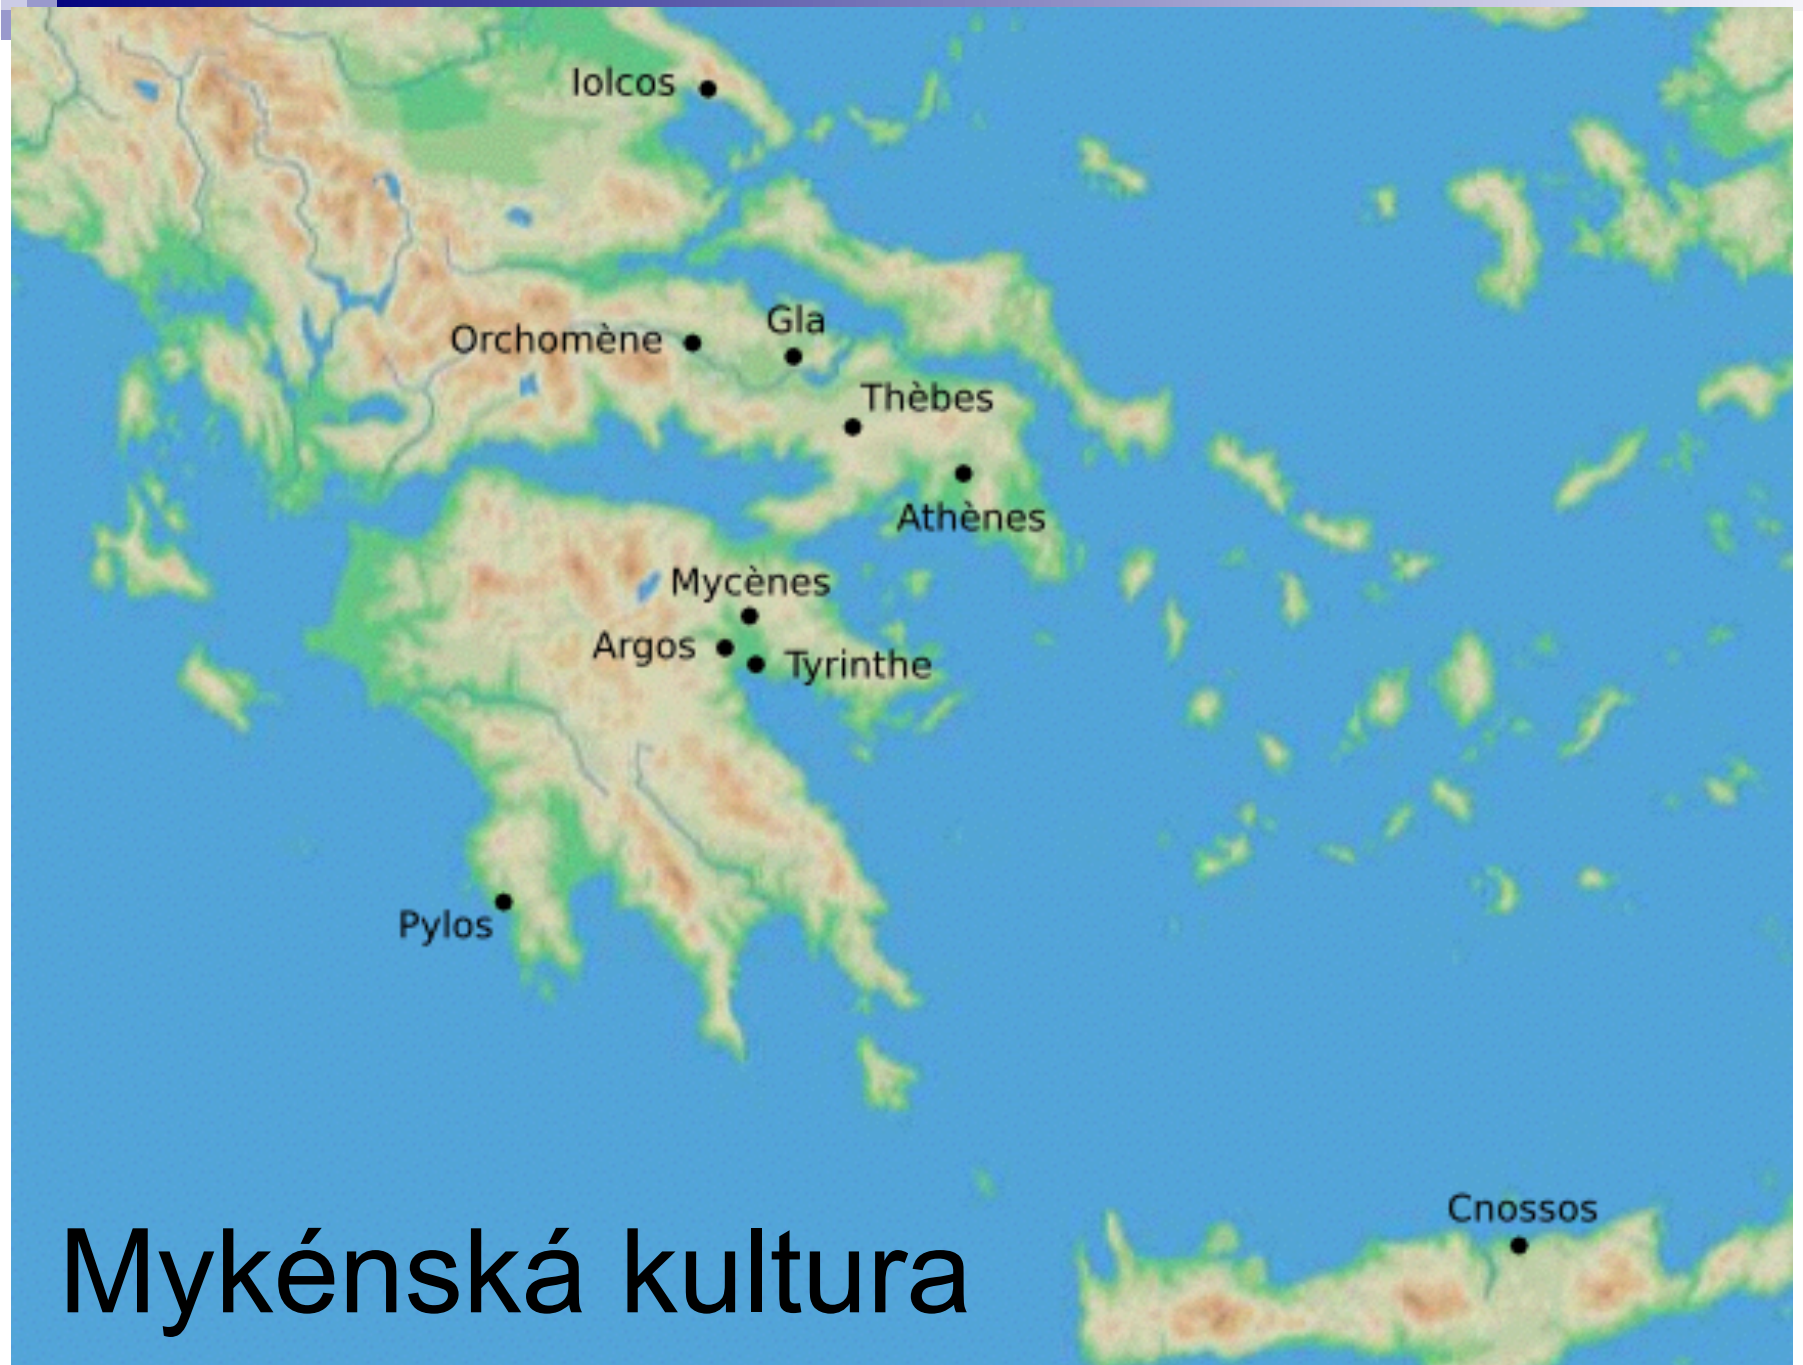 Iolcos
Gla
Orchomène
Thèbes
Athènes
Mycènes
Argos
Tyrinthe
Pylos
Cnossos
Mykénská kultura